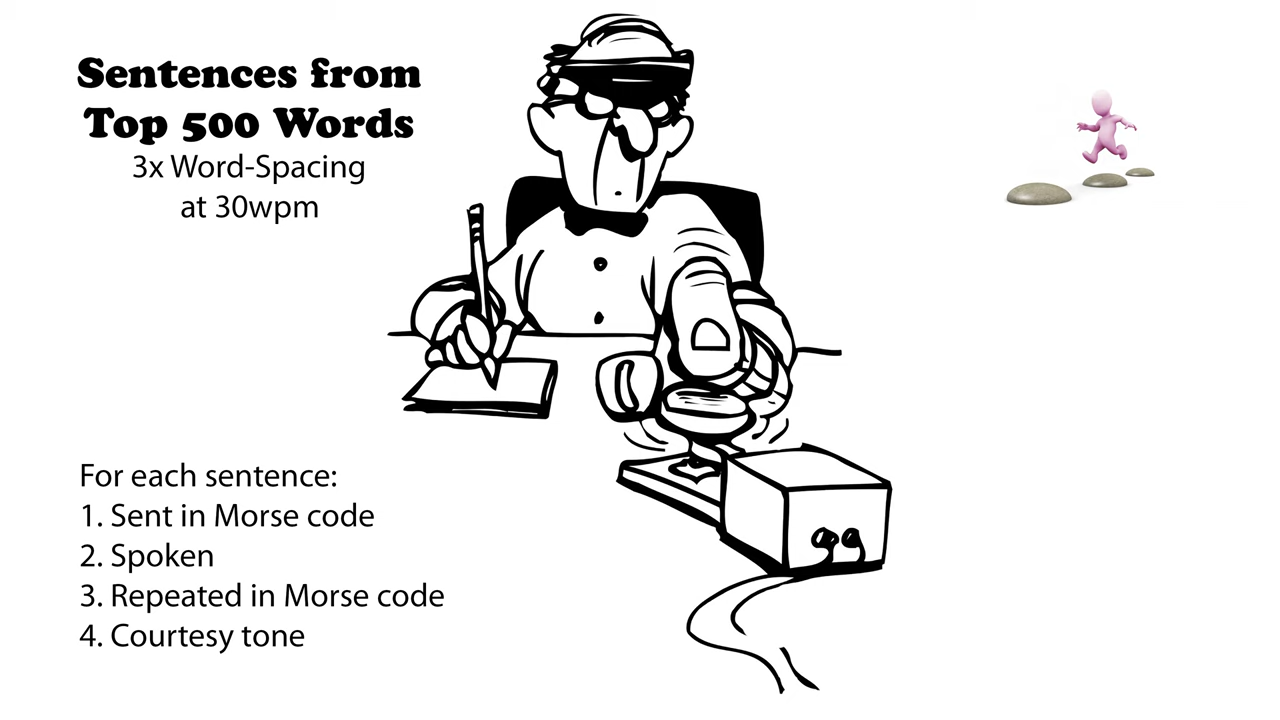 Sentences from
Top 500 Words
3x Word-Spacing
at 30wpm
For each sentence:
1. Sent in Morse code
2. Spoken
3. Repeated in Morse code
4. Courtesy tone